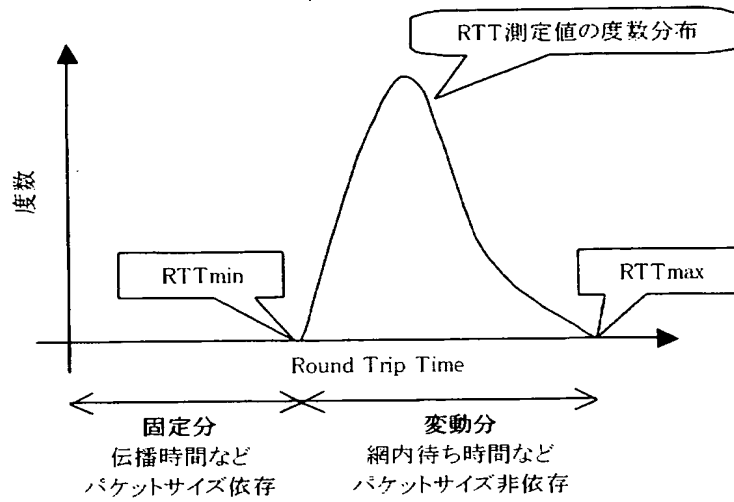 RTT測定値の度数分布
度数
RTTmin
RTTmax
Round Trip Time
固定分
伝播時間など
パケットサイズ依存
変動分
網内待ち時間など
パケットサイズ非依存